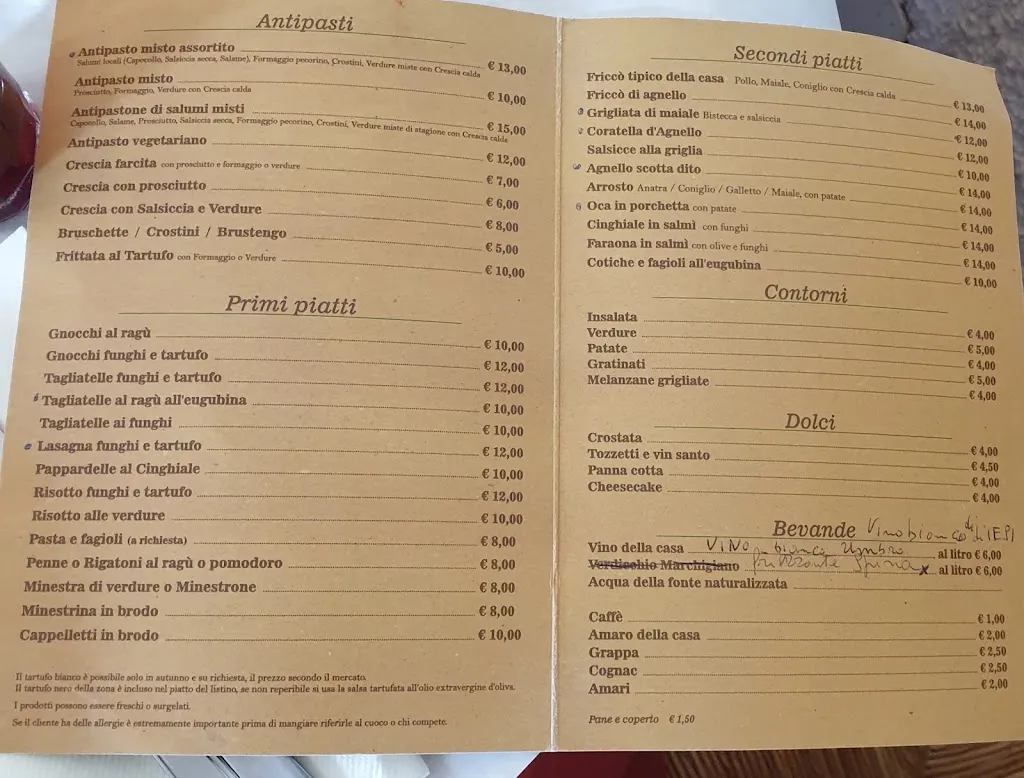 Antipasti
Antipasto misto assortito € 13,00
Salumi locali (Capocollo, Salsiccia secca, Salame), Formaggio pecorino, Crostini, Verdure miste con Crescia calda
Antipasto misto € 10,00
Prosciutto, Formaggio, Verdure con Crescia calda
Antipastone di salumi misti € 15,00
Capocollo, Salame, Prosciutto, Salsiccia secca, Formaggio pecorino, Crostini, Verdure miste di stagione con Crescia calda
Antipasto vegetariano € 12,00
Crescia farcita con prosciutto e formaggio o verdure € 7,00
Crescia con prosciutto € 6,00
Crescia con Salsiccia e Verdure € 8,00
Bruschette / Crostini / Brustengo € 5,00
Frittata al Tartufo con Formaggio o Verdure € 10,00
Primi piatti
Gnocchi al ragù € 10,00
Gnocchi funghi e tartufo € 12,00
Tagliatelle funghi e tartufo € 12,00
Tagliatelle al ragù all'eugubina € 10,00
Tagliatelle ai funghi € 10,00
Lasagna funghi e tartufo € 12,00
Pappardelle al Cinghiale € 10,00
Risotto funghi e tartufo € 12,00
Risotto alle verdure € 10,00
Pasta e fagioli (a richiesta) € 8,00
Penne o Rigatoni al ragù o pomodoro € 8,00
Minestra di verdure o Minestrone € 8,00
Minestrina in brodo € 8,00
Cappelletti in brodo € 10,00
Il tartufo bianco è possibile solo in autunno e su richiesta, il prezzo secondo il mercato.
Il tartufo nero della zona è incluso nel piatto del listino, se non reperibile si usa la salsa tartufata all'olio extravergine d'oliva.
I prodotti possono essere freschi o surgelati.
Se il cliente ha delle allergie è estremamente importante prima di mangiare riferirle al cuoco o chi compete.
Secondi piatti
Friccò tipico della casa Pollo, Maiale, Coniglio con Crescia calda € 13,00
Friccò di agnello € 14,00
Grigliata di maiale Bistecca e salsiccia € 12,00
Coratella d'Agnello € 12,00
Salsicce alla griglia € 10,00
Agnello scotta dito € 14,00
Arrosto Anatra / Coniglio / Galletto / Maiale, con patate € 14,00
Oca in porchetta con patate € 14,00
Cinghiale in salmì con funghi € 14,00
Faraona in salmì con olive e funghi € 14,00
Cotiche e fagioli all'eugubina € 10,00
Contorni
Insalata € 4,00
Verdure € 5,00
Patate € 4,00
Gratinati € 5,00
Melanzane grigliate € 4,00
Dolci
Crostata € 4,00
Tozzetti e vin santo € 4,50
Panna cotta € 4,00
Cheesecake € 4,00
Bevande Vino bianco di
Vino della casa VINO bianco Umbro al litro € 6,00
Verdicchio Marchigiano frizzante Spina x al litro € 6,00
Acqua della fonte naturalizzata
Caffè € 1,00
Amaro della casa € 2,00
Grappa € 2,50
Cognac € 2,50
Amari € 2,00
Pane e coperto € 1,50